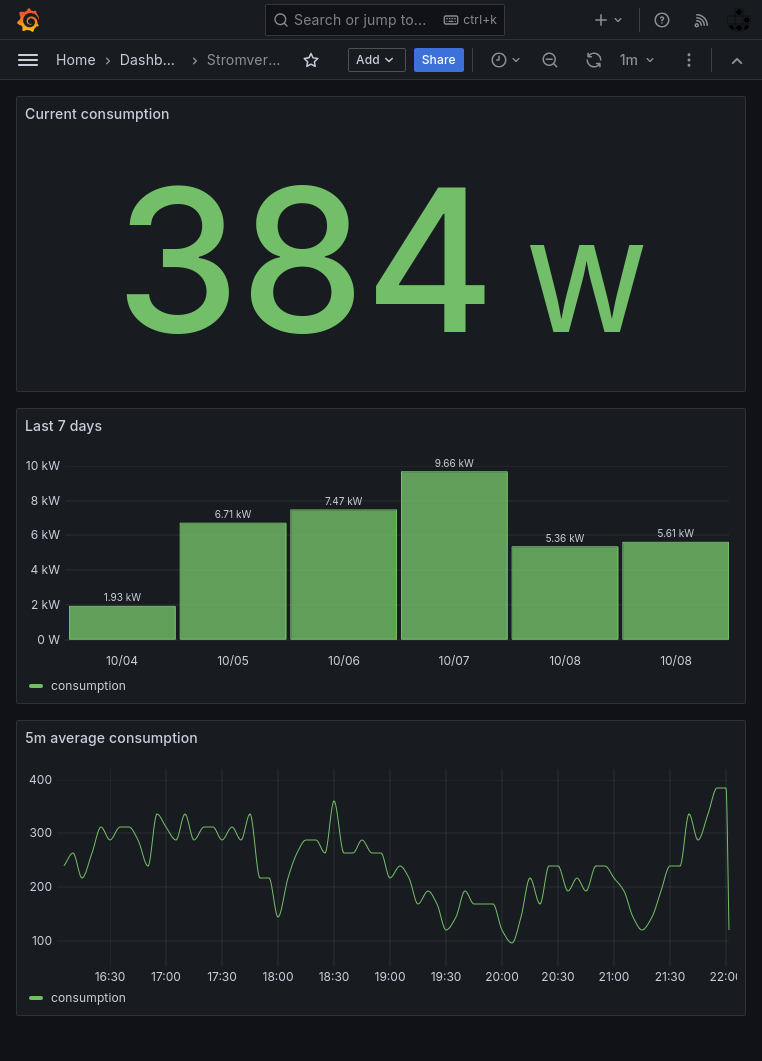 Search or jump to... ctrl+k
Home Dashb... Stromver... Add Share 1m
Current consumption
384 W
Last 7 days
10 kW
8 kW
6 kW
4 kW
2 kW
0 W
1.93 kW 6.71 kW 7.47 kW 9.66 kW 5.36 kW 5.61 kW
10/04 10/05 10/06 10/07 10/08 10/08
consumption
5m average consumption
400
300
200
100
16:30 17:00 17:30 18:00 18:30 19:00 19:30 20:00 20:30 21:00 21:30 22:00
consumption